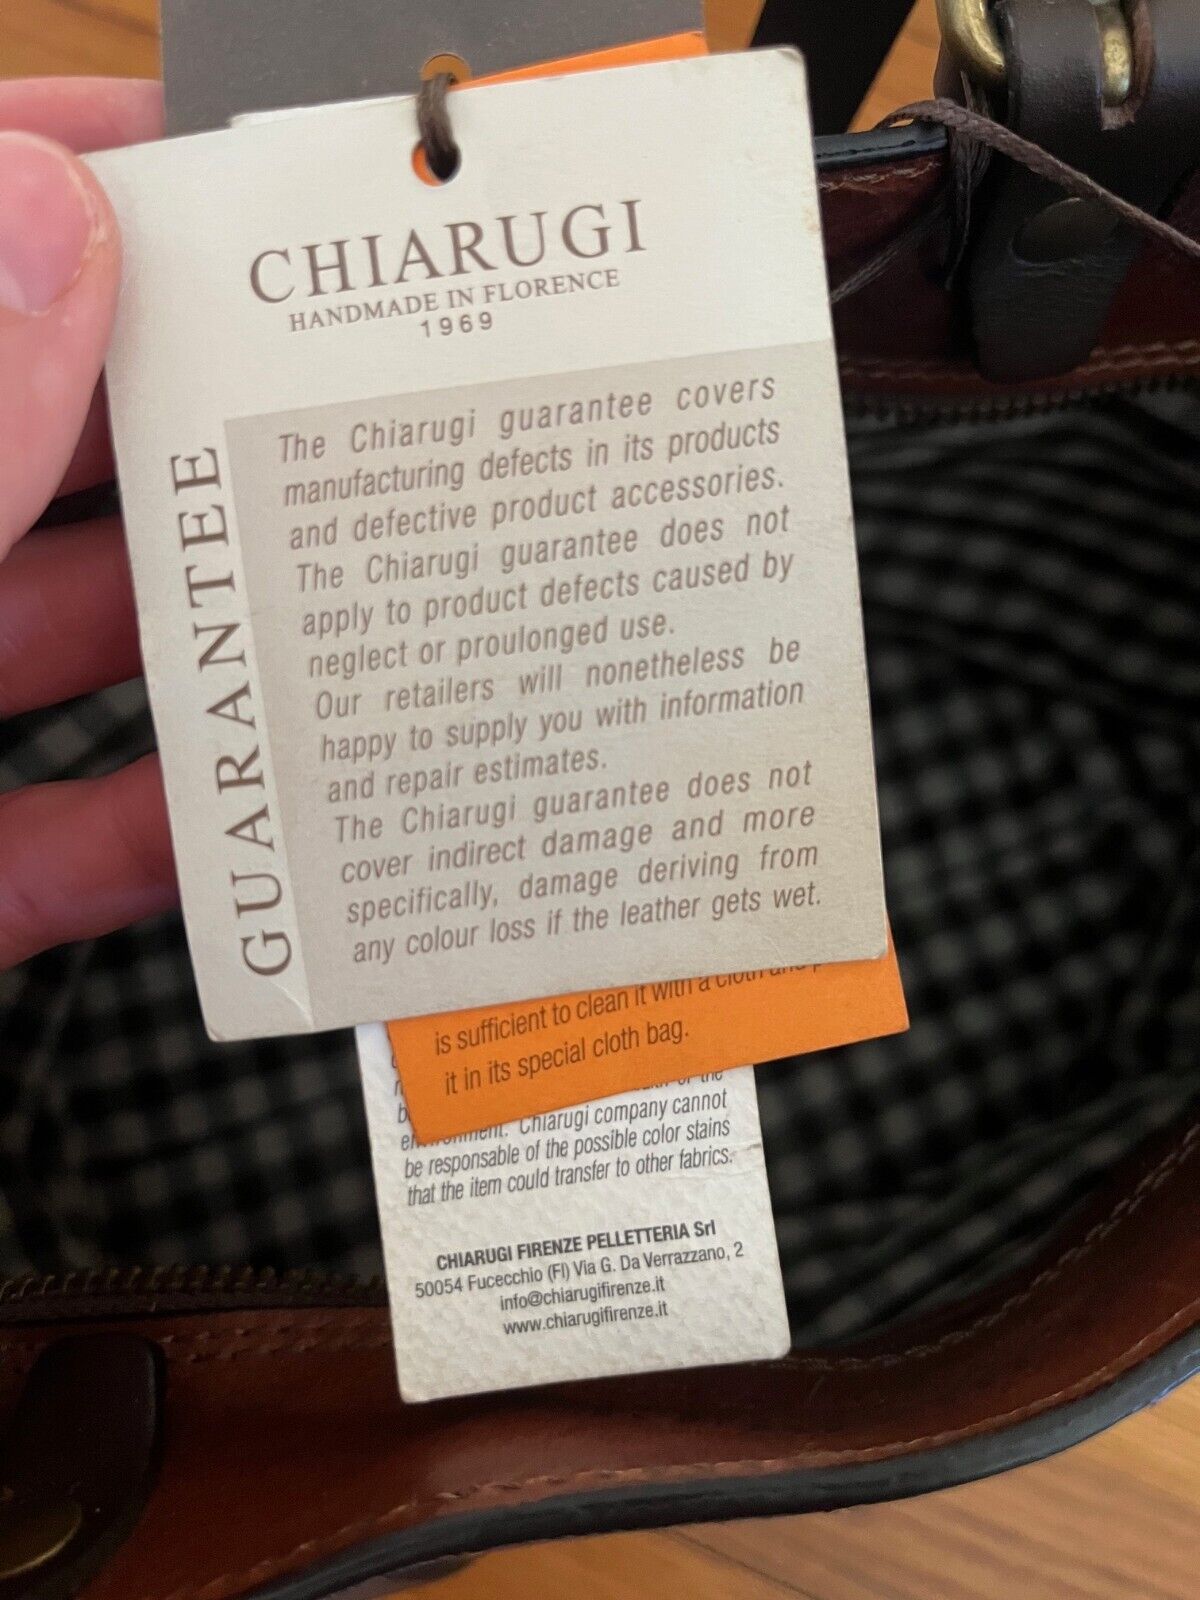 CHIARUGI
HANDMADE IN FLORENCE
1969
GUARANTEE
The Chiarugi guarantee covers
manufacturing defects in its products
and defective product accessories.
The Chiarugi guarantee does not
apply to product defects caused by
neglect or proulonged use.
Our retailers will nonetheless be
happy to supply you with information
and repair estimates.
The Chiarugi guarantee does not
cover indirect damage and more
specifically, damage deriving from
any colour loss if the leather gets wet.
is sufficient to clean it with a cloth and
it in its special cloth bag.
of the
Chiarugi company cannot
be responsable of the possible color stains
that the item could transfer to other fabrics.
CHIARUGI FIRENZE PELLETTERIA Srl
50054 Fucecchio (FI) Via G. Da Verrazzano, 2
info@chiarugifirenze.it
www.chiarugifirenze.it